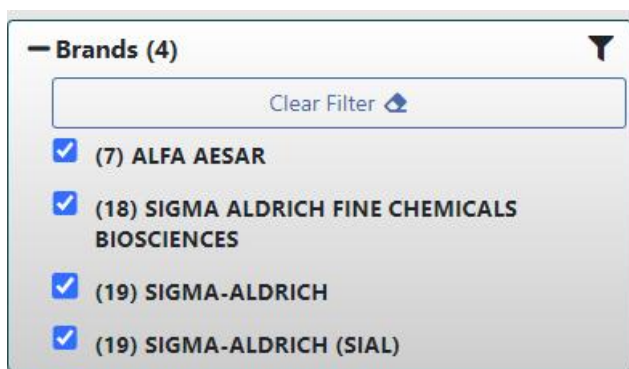 Brands (4)
Clear Filter
(7) ALFA AESAR
(18) SIGMA ALDRICH FINE CHEMICALS
BIOSCIENCES
(19) SIGMA-ALDRICH
(19) SIGMA-ALDRICH (SIAL)